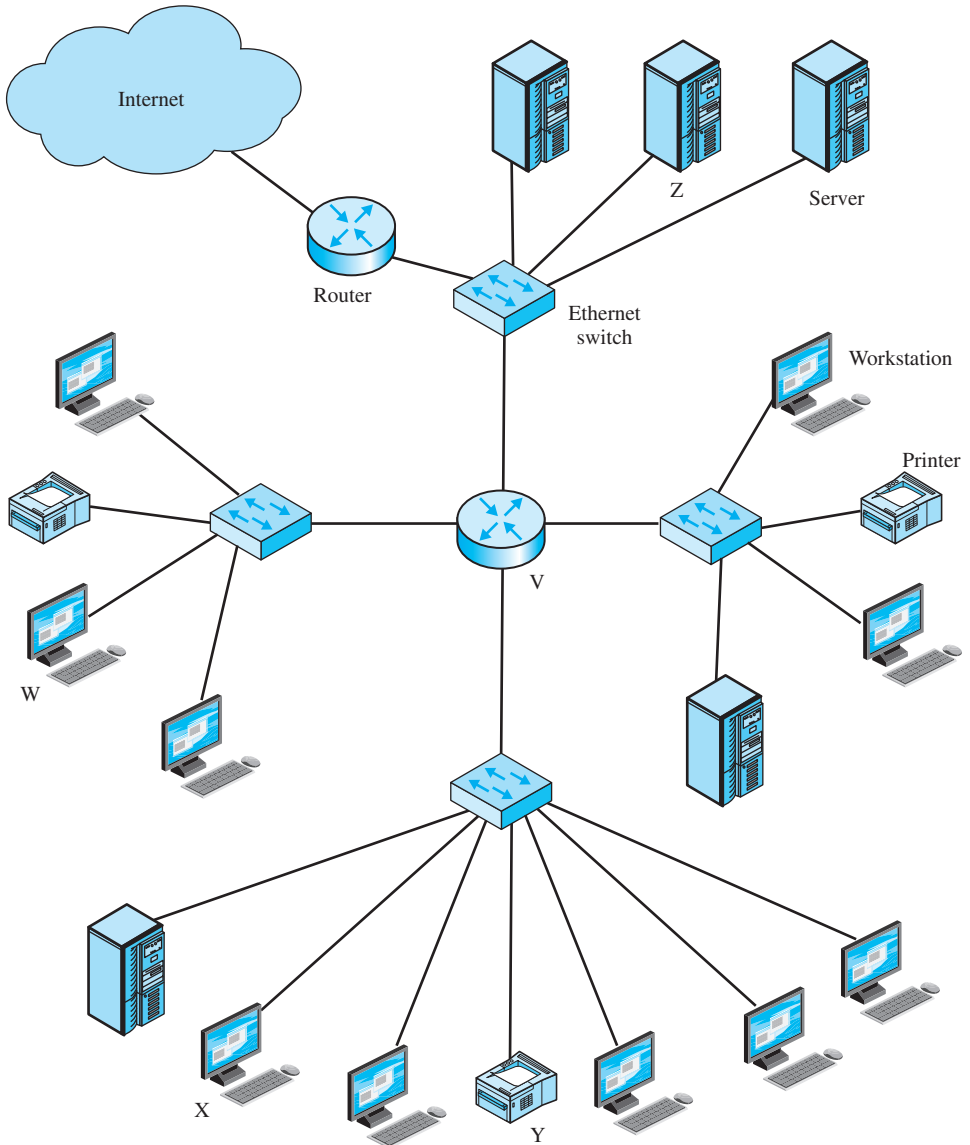 Internet
Z
Server
Router
Ethernet
switch
Workstation
Printer
V
W
X
Y